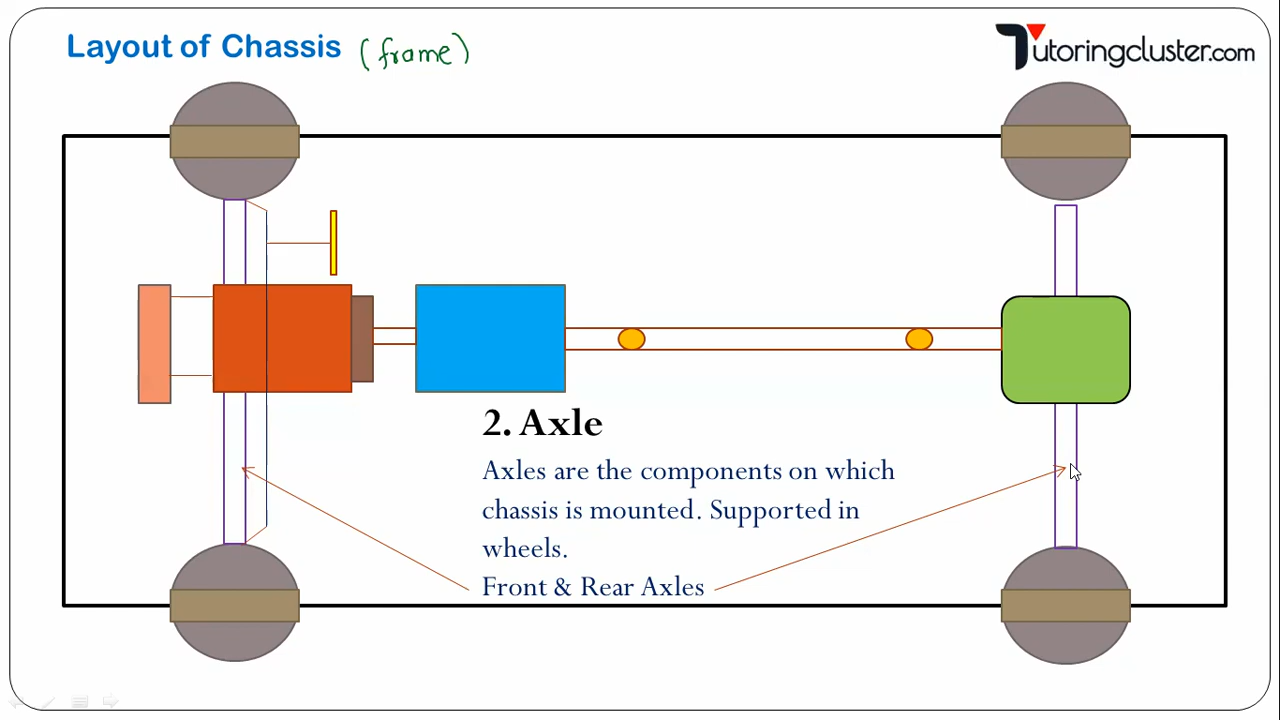 Layout of Chassis (frame)
Tutoringcluster.com
2. Axle
Axles are the components on which
chassis is mounted. Supported in
wheels.
Front & Rear Axles